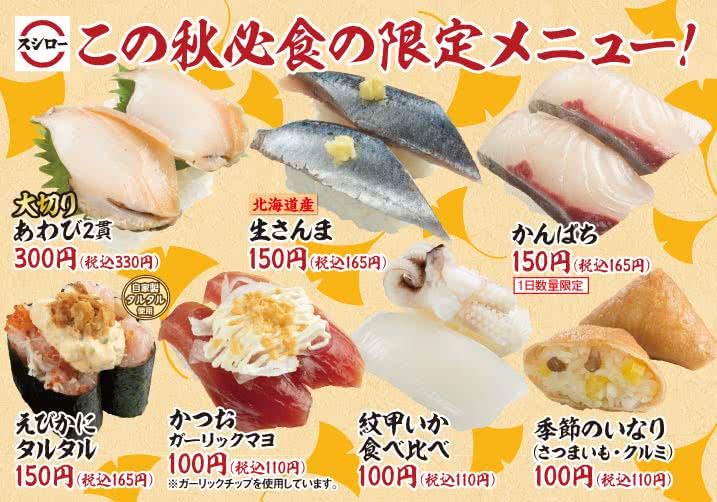 スシロー
この秋必食の限定メニュー!
大切り
あわび2貫
300円(税込330円)
北海道産
生さんま
150円(税込165円)
かんぱち
150円(税込165円)
1日数量限定
自家製
タルタル
使用
えびかに
タルタル
150円(税込165円)
かつお
ガーリックマヨ
100円(税込110円)
※ガーリックチップを使用しています。
紋甲いか
食べ比べ
100円(税込110円)
季節のいなり
(さつまいも・クルミ)
100円(税込110円)